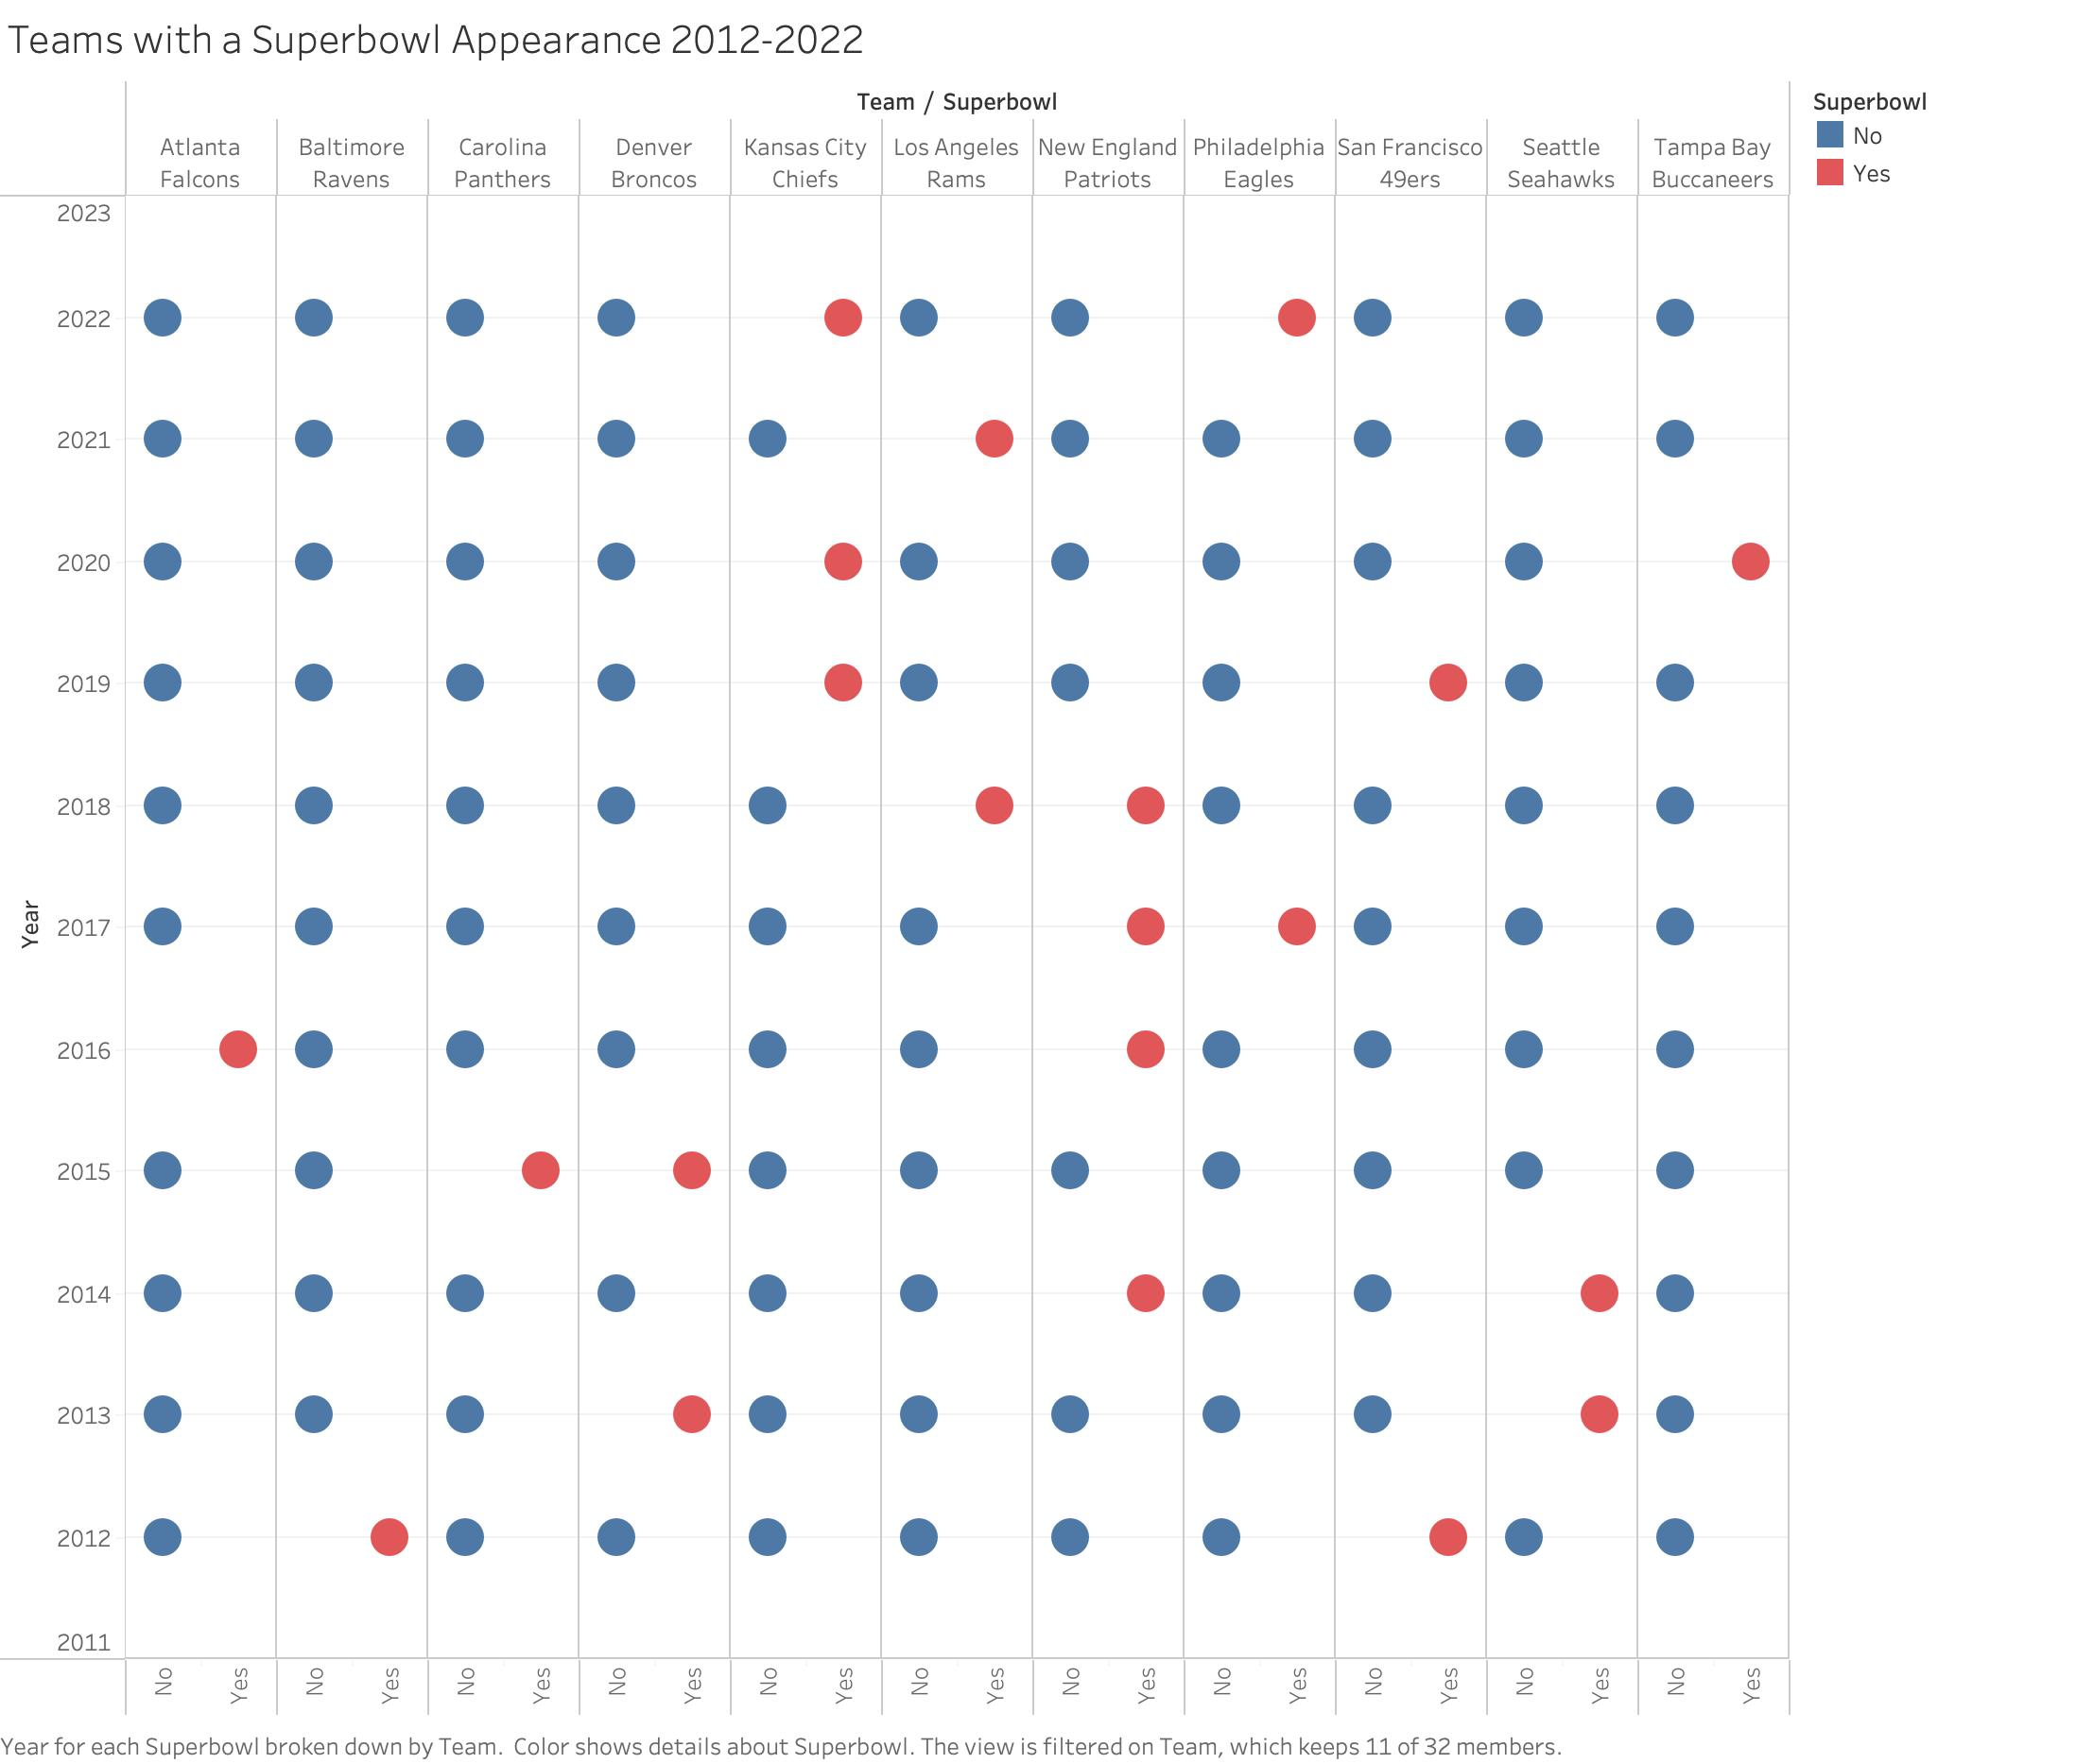 Teams with a Superbowl Appearance 2012-2022
Team / Superbowl
Atlanta Falcons
Baltimore Ravens
Carolina Panthers
Denver Broncos
Kansas City Chiefs
Los Angeles Rams
New England Patriots
Philadelphia Eagles
San Francisco 49ers
Seattle Seahawks
Tampa Bay Buccaneers
Superbowl
No
Yes
2023
2022
2021
2020
2019
2018
2017
2016
2015
2014
2013
2012
2011
Year
No Yes No Yes No Yes No Yes No Yes No Yes No Yes No Yes No Yes No Yes No Yes
Year for each Superbowl broken down by Team. Color shows details about Superbowl. The view is filtered on Team, which keeps 11 of 32 members.